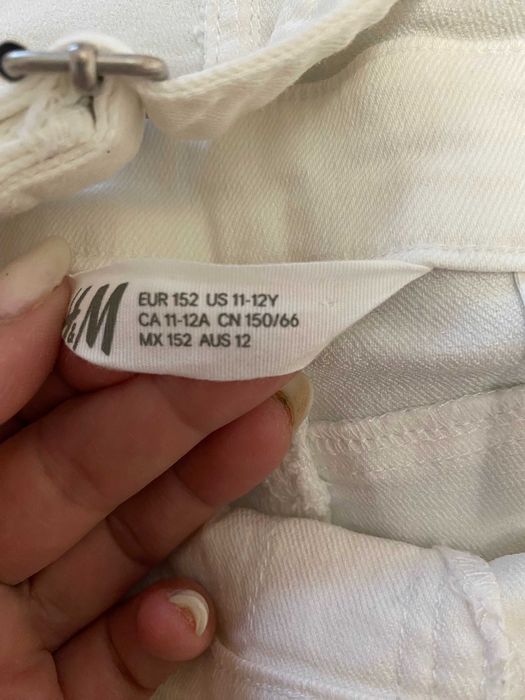 H&M
EUR 152 US 11-12Y
CA 11-12A CN 150/66
MX 152 AUS 12